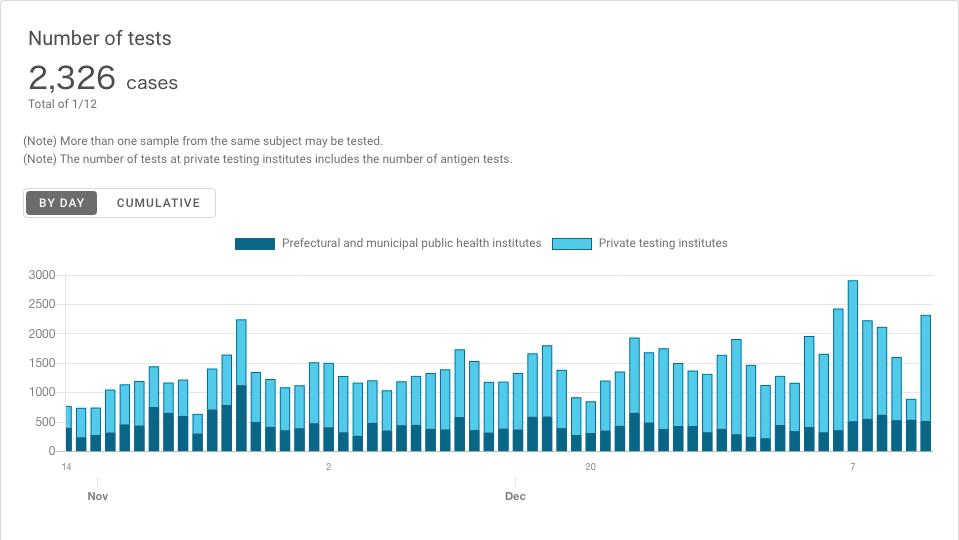 Number of tests
2,326 cases
Total of 1/12
(Note) More than one sample from the same subject may be tested.
(Note) The number of tests at private testing institutes includes the number of antigen tests.
BY DAY CUMULATIVE
Prefectural and municipal public health institutes Private testing institutes
3000
2500
2000
1500
1000
500
0
14 2 20 7
Nov Dec